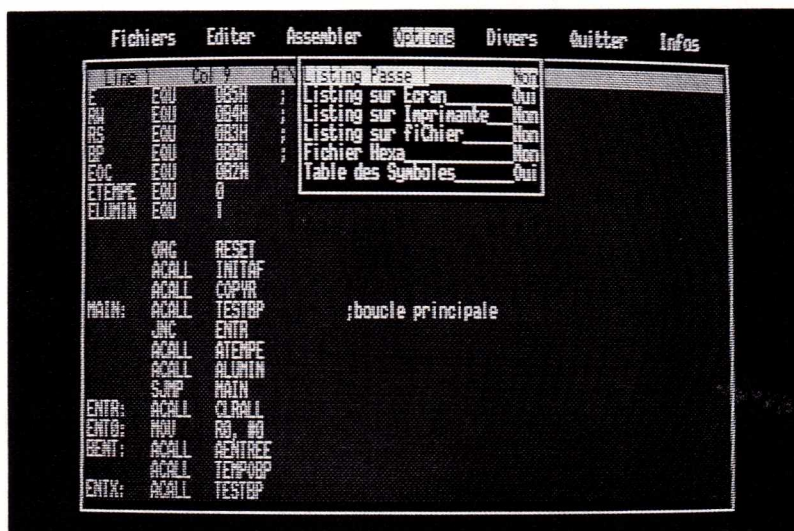 Fichiers Editer Assembler Options Divers Quitter Infos
Line 1 Col 9 A:\
Listing Passe 1 Non
Listing sur Ecran Oui
Listing sur Imprimante Non
Listing sur fiChier Non
Fichier Hexa Non
Table des Symboles Oui
E EQU 0B5H ;
RW EQU 0B4H ;
RS EQU 0B3H ;
BP EQU 0B0H ;
EOC EQU 0B2H
ETEMPE EQU 0
ELUMIN EQU 1
ORG RESET
ACALL INITAF
ACALL COPYR
MAIN: ACALL TESTBP ;boucle principale
JNC ENTR
ACALL ATEMPE
ACALL ALUMIN
SJMP MAIN
ENTR: ACALL CLRALL
ENT0: MOV R0, #0
BENT: ACALL AENTREE
ACALL TEMPOBP
ENTX: ACALL TESTBP